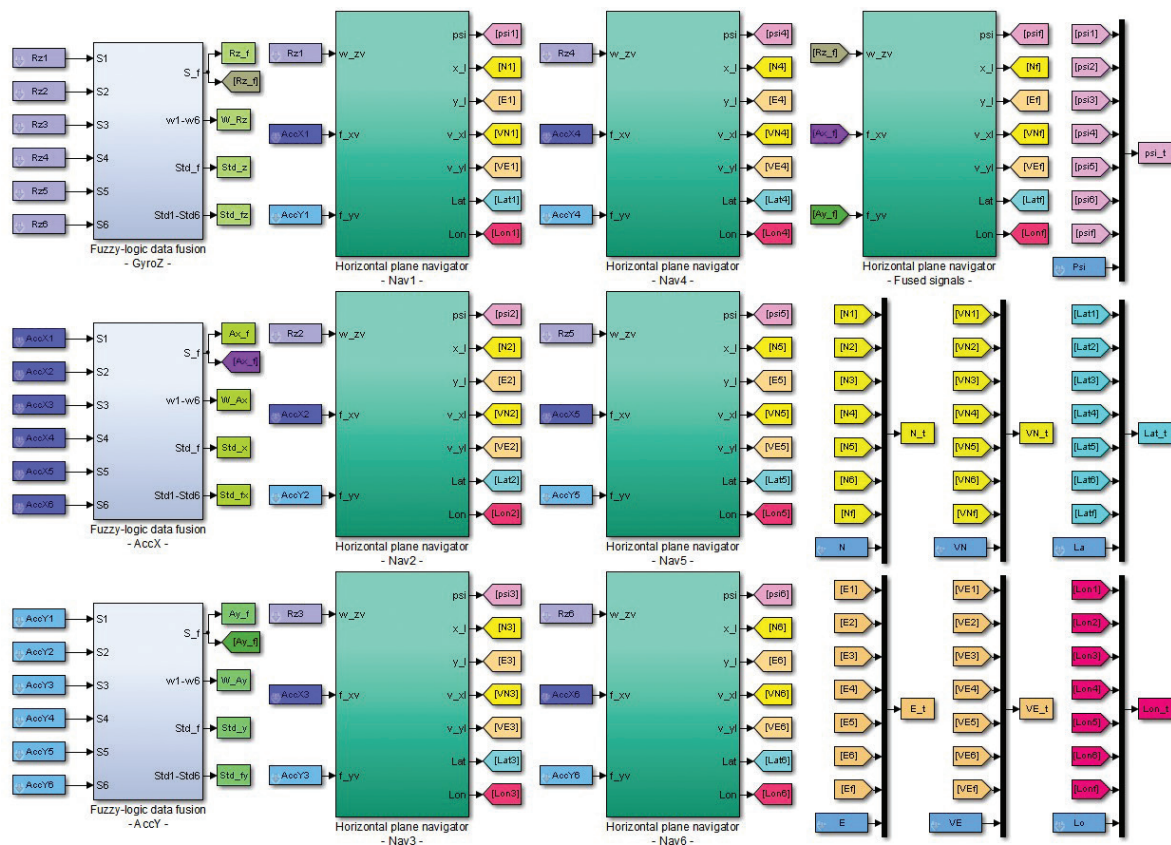 Rz1
Rz2
Rz3
Rz4
Rz5
Rz6
S1
S2
S3
S4
S5
S6
S_f
w1-w6
Std_f
Std1-Std6
Rz_f
[Rz_f]
W_Rz
Std_z
Std_fz
Fuzzy-logic data fusion
- GyroZ -
Rz1
AccX1
AccY1
w_zv
f_xv
f_yv
psi
x_l
y_l
v_xl
v_yl
Lat
Lon
[psi1]
[N1]
[E1]
[VN1]
[VE1]
[Lat1]
[Lon1]
Horizontal plane navigator
- Nav1 -
Rz4
AccX4
AccY4
w_zv
f_xv
f_yv
psi
x_l
y_l
v_xl
v_yl
Lat
Lon
[psi4]
[N4]
[E4]
[VN4]
[VE4]
[Lat4]
[Lon4]
Horizontal plane navigator
- Nav4 -
[Rz_f]
[Ax_f]
[Ay_f]
w_zv
f_xv
f_yv
psi
x_l
y_l
v_xl
v_yl
Lat
Lon
[psif]
[Nf]
[Ef]
[VNf]
[VEf]
[Latf]
[Lonf]
Horizontal plane navigator
- Fused signals -
[psi1]
[psi2]
[psi3]
[psi4]
[psi5]
[psi6]
[psif]
Psi
psi_t
AccX1
AccX2
AccX3
AccX4
AccX5
AccX6
S1
S2
S3
S4
S5
S6
S_f
w1-w6
Std_f
Std1-Std6
Ax_f
[Ax_f]
W_Ax
Std_x
Std_fx
Fuzzy-logic data fusion
- AccX -
Rz2
AccX2
AccY2
w_zv
f_xv
f_yv
psi
x_l
y_l
v_xl
v_yl
Lat
Lon
[psi2]
[N2]
[E2]
[VN2]
[VE2]
[Lat2]
[Lon2]
Horizontal plane navigator
- Nav2 -
Rz5
AccX5
AccY5
w_zv
f_xv
f_yv
psi
x_l
y_l
v_xl
v_yl
Lat
Lon
[psi5]
[N5]
[E5]
[VN5]
[VE5]
[Lat5]
[Lon5]
Horizontal plane navigator
- Nav5 -
[N1]
[N2]
[N3]
[N4]
[N5]
[N6]
[Nf]
N
N_t
[VN1]
[VN2]
[VN3]
[VN4]
[VN5]
[VN6]
[VNf]
VN
VN_t
[Lat1]
[Lat2]
[Lat3]
[Lat4]
[Lat5]
[Lat6]
[Latf]
La
Lat_t
AccY1
AccY2
AccY3
AccY4
AccY5
AccY6
S1
S2
S3
S4
S5
S6
S_f
w1-w6
Std_f
Std1-Std6
Ay_f
[Ay_f]
W_Ay
Std_y
Std_fy
Fuzzy-logic data fusion
- AccY -
Rz3
AccX3
AccY3
w_zv
f_xv
f_yv
psi
x_l
y_l
v_xl
v_yl
Lat
Lon
[psi3]
[N3]
[E3]
[VN3]
[VE3]
[Lat3]
[Lon3]
Horizontal plane navigator
- Nav3 -
Rz6
AccX6
AccY6
w_zv
f_xv
f_yv
psi
x_l
y_l
v_xl
v_yl
Lat
Lon
[psi6]
[N6]
[E6]
[VN6]
[VE6]
[Lat6]
[Lon6]
Horizontal plane navigator
- Nav6 -
[E1]
[E2]
[E3]
[E4]
[E5]
[E6]
[Ef]
E
E_t
[VE1]
[VE2]
[VE3]
[VE4]
[VE5]
[VE6]
[VEf]
VE
VE_t
[Lon1]
[Lon2]
[Lon3]
[Lon4]
[Lon5]
[Lon6]
[Lonf]
Lo
Lon_t